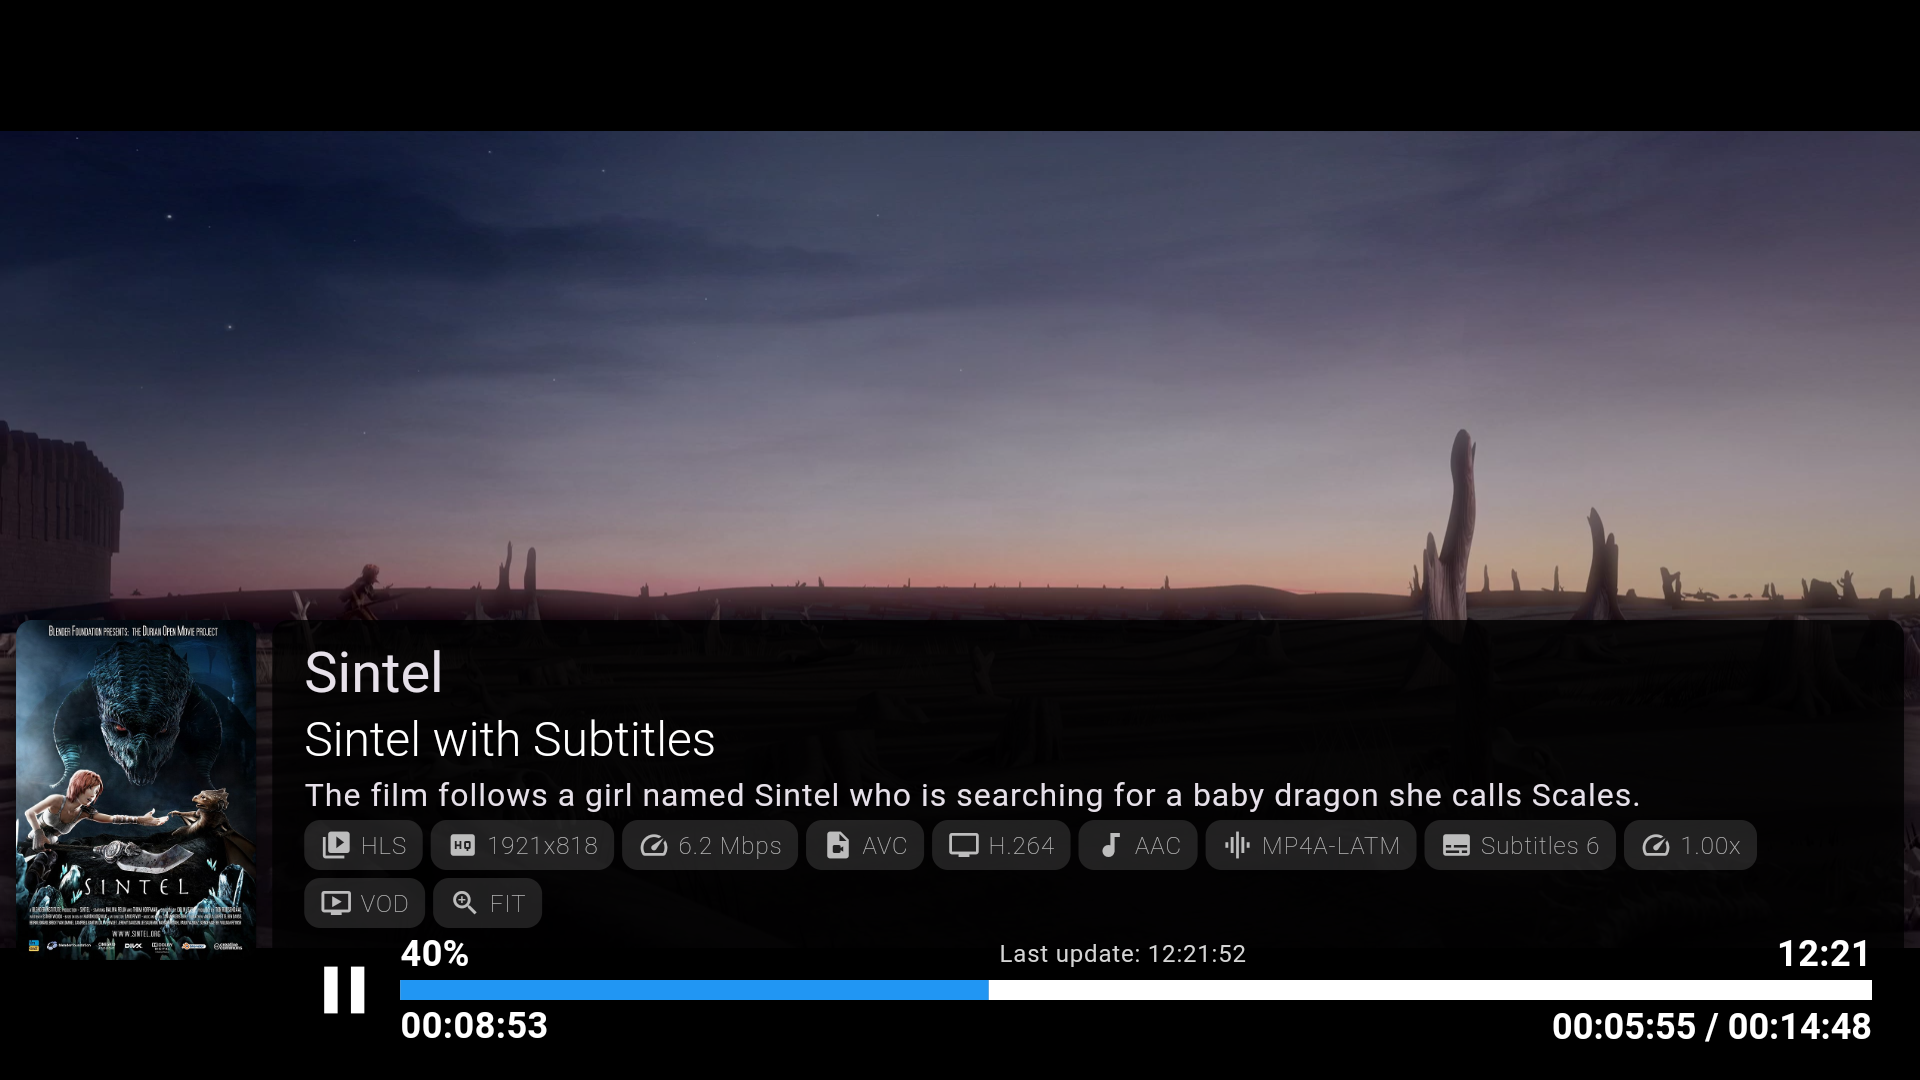 BLENDER FOUNDATION PRESENTS: THE DURIAN OPEN MOVIE PROJECT
SINTEL
WWW.SINTEL.ORG
Sintel
Sintel with Subtitles
The film follows a girl named Sintel who is searching for a baby dragon she calls Scales.
HLS HQ 1921x818 6.2 Mbps AVC H.264 AAC MP4A-LATM Subtitles 6 1.00x
VOD FIT
40% Last update: 12:21:52 12:21
00:08:53 00:05:55 / 00:14:48